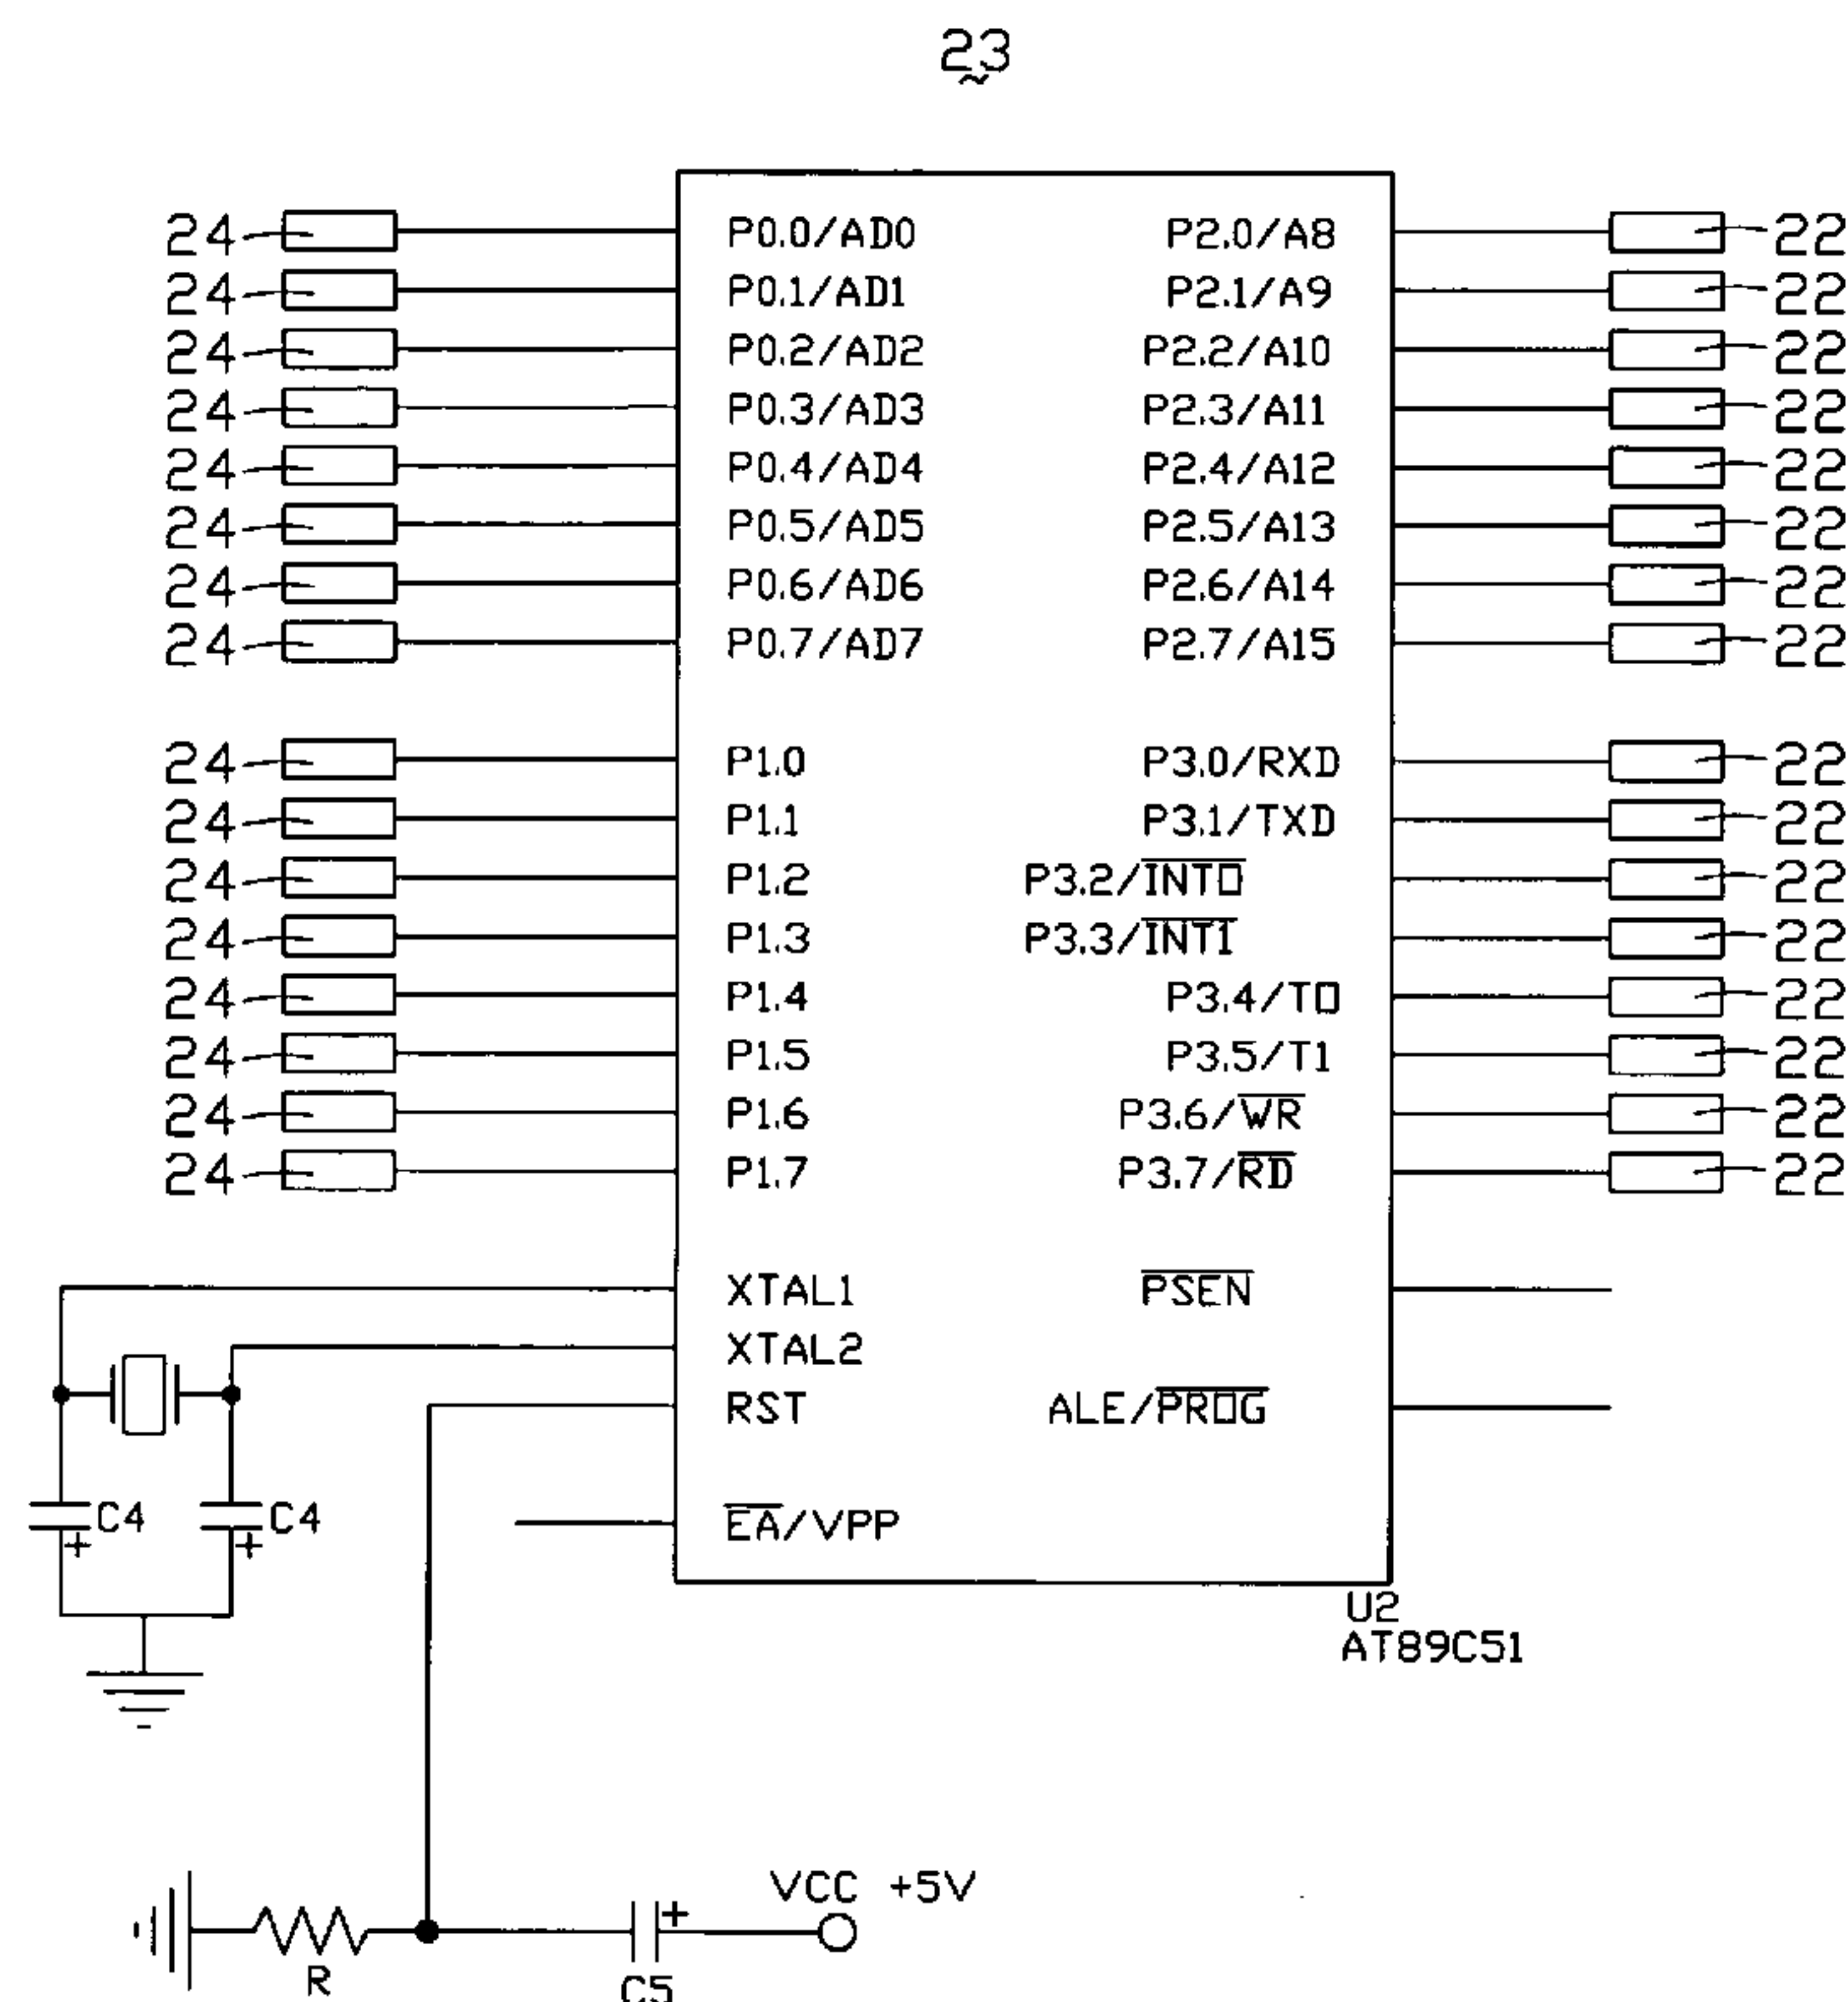 23
24 P0.0/AD0 P2.0/A8 22
24 P0.1/AD1 P2.1/A9 22
24 P0.2/AD2 P2.2/A10 22
24 P0.3/AD3 P2.3/A11 22
24 P0.4/AD4 P2.4/A12 22
24 P0.5/AD5 P2.5/A13 22
24 P0.6/AD6 P2.6/A14 22
24 P0.7/AD7 P2.7/A15 22
24 P1.0 P3.0/RXD 22
24 P1.1 P3.1/TXD 22
24 P1.2 P3.2/INT0 22
24 P1.3 P3.3/INT1 22
24 P1.4 P3.4/T0 22
24 P1.5 P3.5/T1 22
24 P1.6 P3.6/WR 22
24 P1.7 P3.7/RD 22
XTAL1 PSEN
XTAL2
RST ALE/PROG
C4 C4 EA/VPP
+ +
U2
AT89C51
VCC +5V
+
R C5